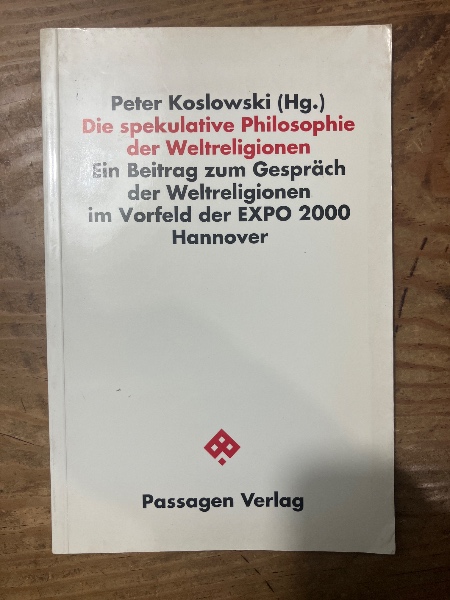 Peter Koslowski (Hg.)
Die spekulative Philosophie
der Weltreligionen
Ein Beitrag zum Gespräch
der Weltreligionen
im Vorfeld der EXPO 2000
Hannover
Passagen Verlag